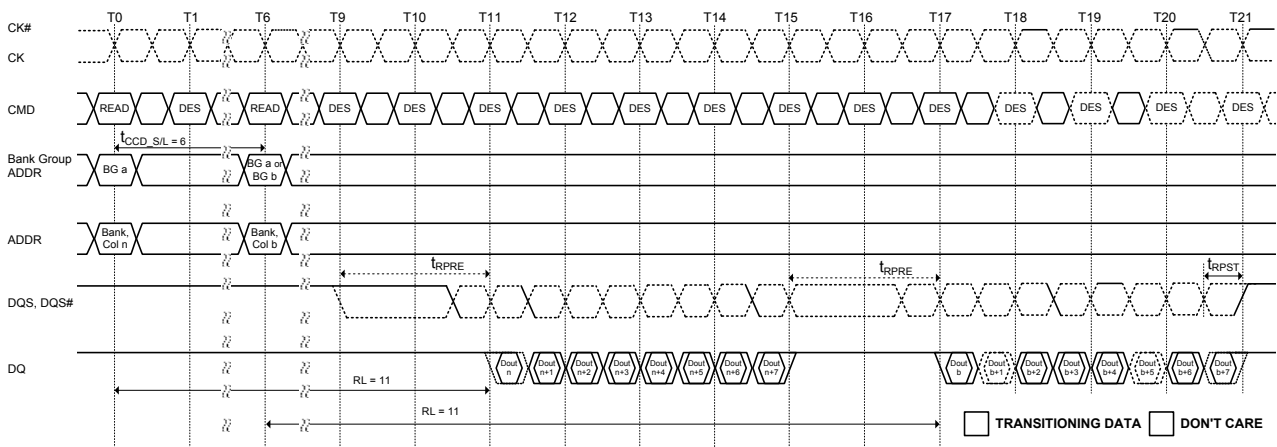 T0 T1 T6 T9 T10 T11 T12 T13 T14 T15 T16 T17 T18 T19 T20 T21
CK#
CK
CMD READ DES READ DES DES DES DES DES DES DES DES DES DES DES DES DES
tCCD_S/L = 6
Bank Group
ADDR
BG a
BG a or
BG b
ADDR
Bank,
Col n
Bank,
Col b
tRPRE tRPRE tRPST
DQS, DQS#
DQ
Dout
n
Dout
n+1
Dout
n+2
Dout
n+3
Dout
n+4
Dout
n+5
Dout
n+6
Dout
n+7
Dout
b
Dout
b+1
Dout
b+2
Dout
b+3
Dout
b+4
Dout
b+5
Dout
b+6
Dout
b+7
RL = 11
RL = 11
TRANSITIONING DATA DON'T CARE